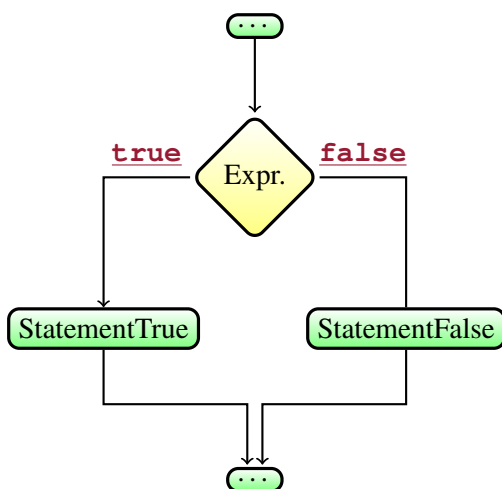 ...
true
false
Expr.
StatementTrue
StatementFalse
...